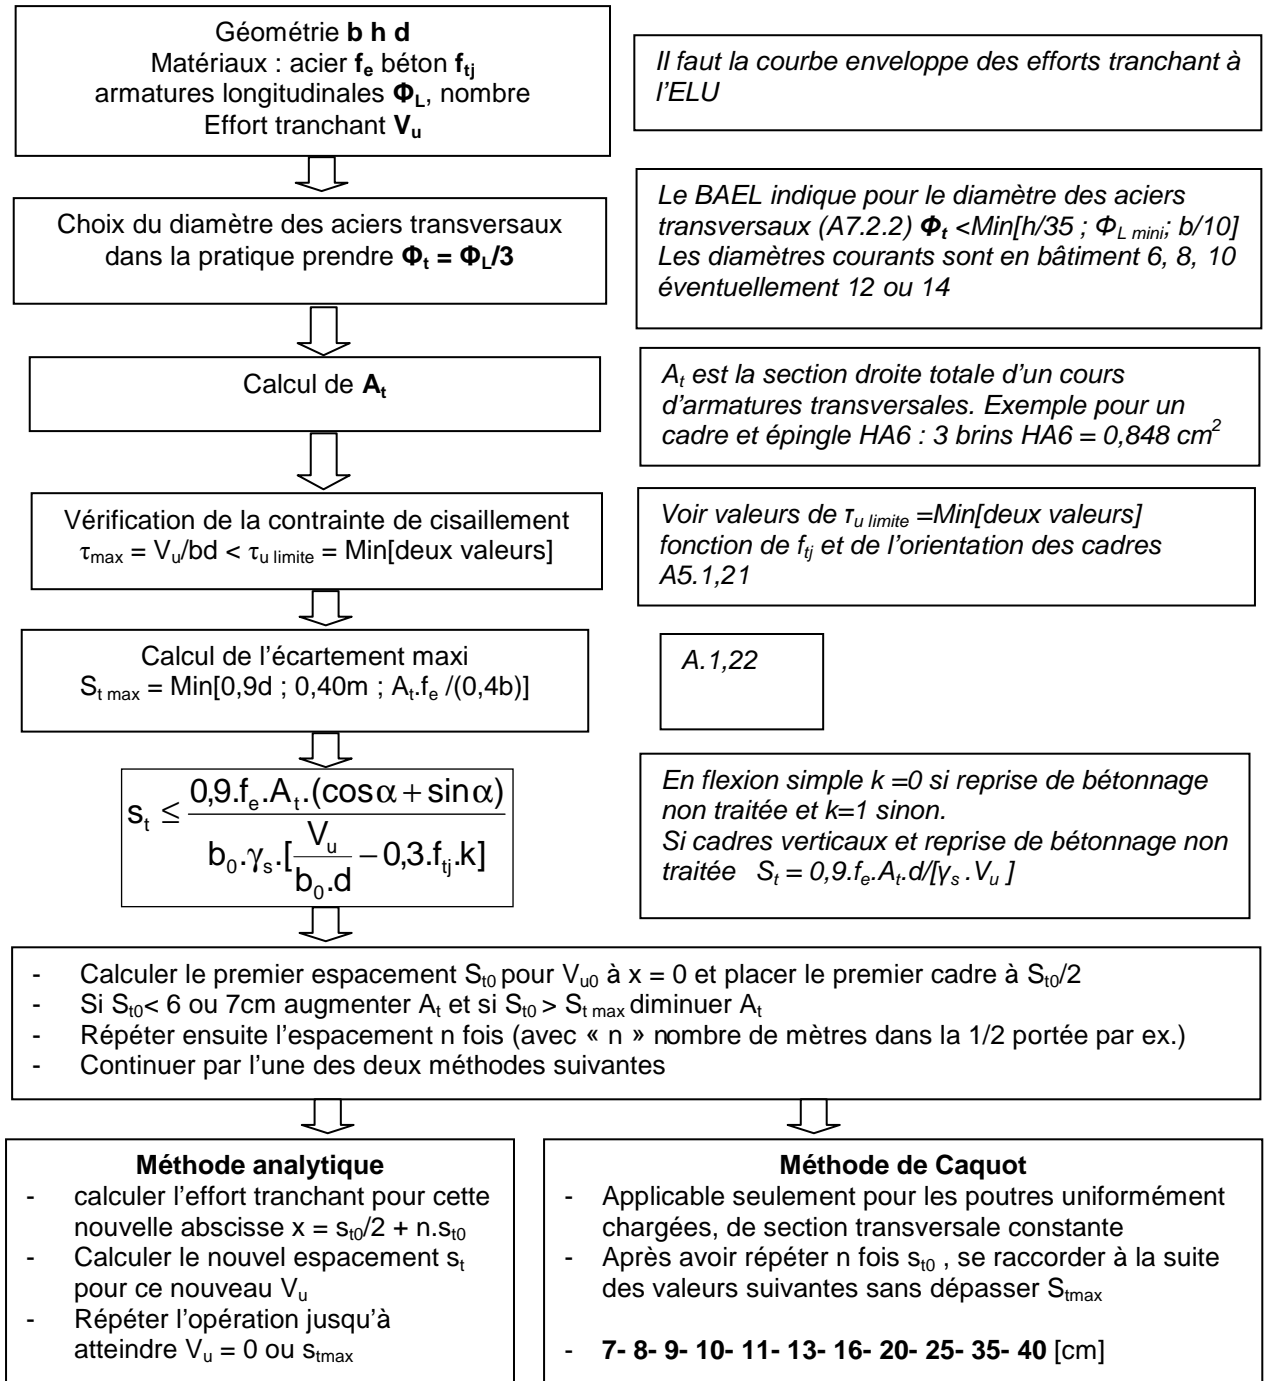 Géométrie b h d
Matériaux : acier fe béton ftj
armatures longitudinales ΦL, nombre
Effort tranchant Vu
Il faut la courbe enveloppe des efforts tranchant à
l'ELU
Choix du diamètre des aciers transversaux
dans la pratique prendre Φt = ΦL/3
Le BAEL indique pour le diamètre des aciers
transversaux (A7.2.2) Φt <Min[h/35 ; ΦL mini; b/10]
Les diamètres courants sont en bâtiment 6, 8, 10
éventuellement 12 ou 14
Calcul de At
At est la section droite totale d'un cours
d'armatures transversales. Exemple pour un
cadre et épingle HA6 : 3 brins HA6 = 0,848 cm²
Vérification de la contrainte de cisaillement
τmax = Vu/bd < τu limite = Min[deux valeurs]
Voir valeurs de τu limite =Min[deux valeurs]
fonction de ftj et de l'orientation des cadres
A5.1,21
Calcul de l'écartement maxi
St max = Min[0,9d ; 0,40m ; At.fe /(0,4b)]
A.1,22
st ≤ 0,9.fe.At.(cosα + sinα) / b0.γs.[Vu/b0.d − 0,3.ftj.k]
En flexion simple k =0 si reprise de bétonnage
non traitée et k=1 sinon.
Si cadres verticaux et reprise de bétonnage non
traitée St = 0,9.fe.At.d/[γs .Vu ]
- Calculer le premier espacement St0 pour Vu0 à x = 0 et placer le premier cadre à St0/2
- Si St0< 6 ou 7cm augmenter At et si St0 > St max diminuer At
- Répéter ensuite l'espacement n fois (avec « n » nombre de mètres dans la 1/2 portée par ex.)
- Continuer par l'une des deux méthodes suivantes
Méthode analytique
- calculer l'effort tranchant pour cette
nouvelle abscisse x = st0/2 + n.st0
- Calculer le nouvel espacement st
pour ce nouveau Vu
- Répéter l'opération jusqu'à
atteindre Vu = 0 ou stmax
Méthode de Caquot
- Applicable seulement pour les poutres uniformément
chargées, de section transversale constante
- Après avoir répéter n fois st0 , se raccorder à la suite
des valeurs suivantes sans dépasser Stmax
- 7- 8- 9- 10- 11- 13- 16- 20- 25- 35- 40 [cm]